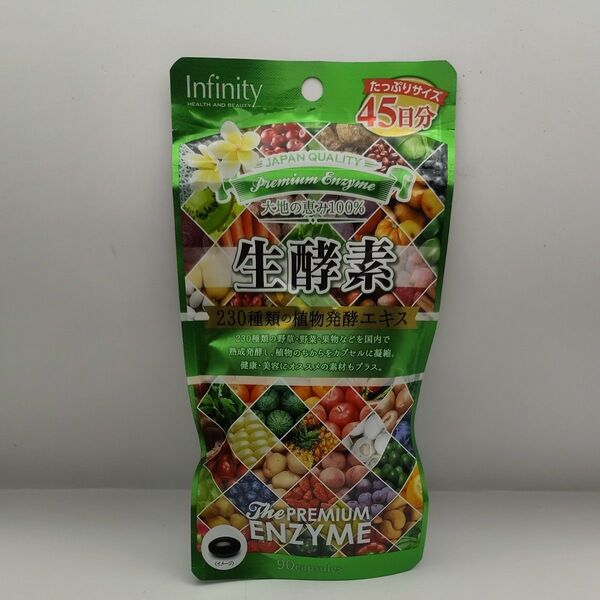 Infinity
HEALTH AND BEAUTY
たっぷりサイズ
45日分
JAPAN QUALITY
Premium Enzyme
大地の恵み100%
生酵素
230種類の植物発酵エキス
230種類の野草・野菜・果物などを国内で
熟成発酵し、植物のちからをカプセルに凝縮。
健康・美容にオススメの素材もプラス。
The PREMIUM
ENZYME
(イメージ)
90capsules